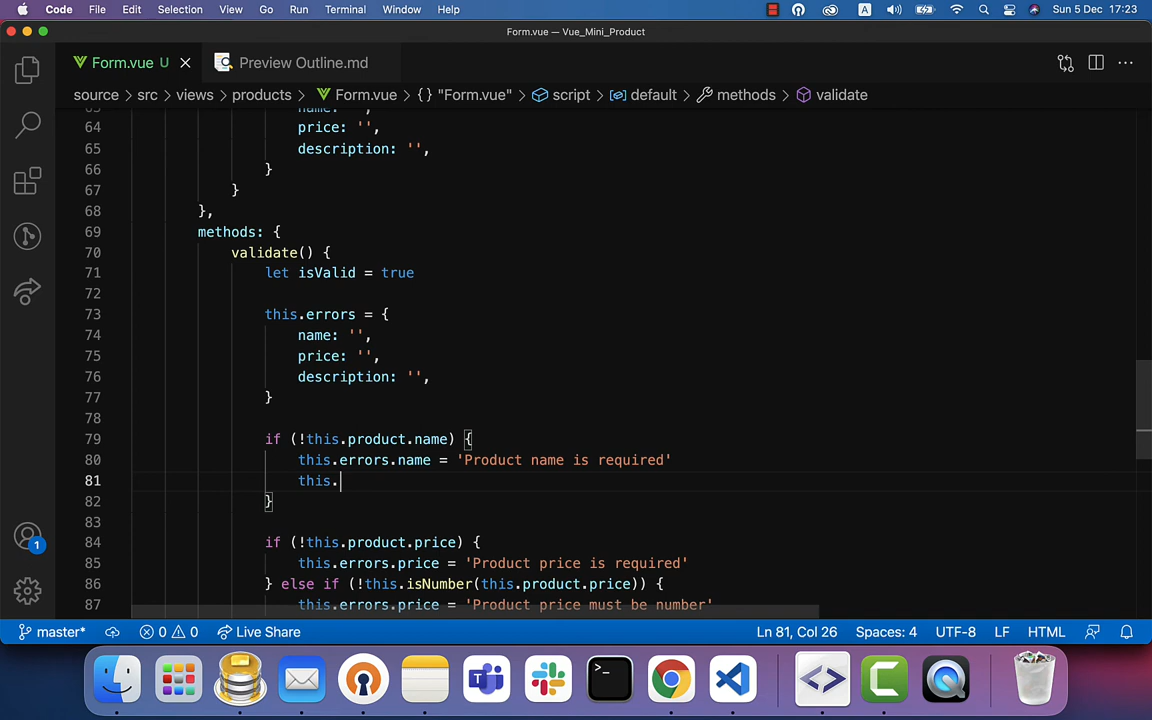 Code File Edit Selection View Go Run Terminal Window Help A Sun 5 Dec 17:23
Form.vue — Vue_Mini_Product
Form.vue U Preview Outline.md
source > src > views > products > Form.vue > {} "Form.vue" > script > default > methods > validate
64 price: '',
65 description: '',
66 }
67 }
68 },
69 methods: {
70 validate() {
71 let isValid = true
72
73 this.errors = {
74 name: '',
75 price: '',
76 description: '',
77 }
78
79 if (!this.product.name) {
80 this.errors.name = 'Product name is required'
81 this.
82 }
83
84 if (!this.product.price) {
85 this.errors.price = 'Product price is required'
86 } else if (!this.isNumber(this.product.price)) {
87 this.errors.price = 'Product price must be number'
1
master* 0 0 Live Share Ln 81, Col 26 Spaces: 4 UTF-8 LF HTML